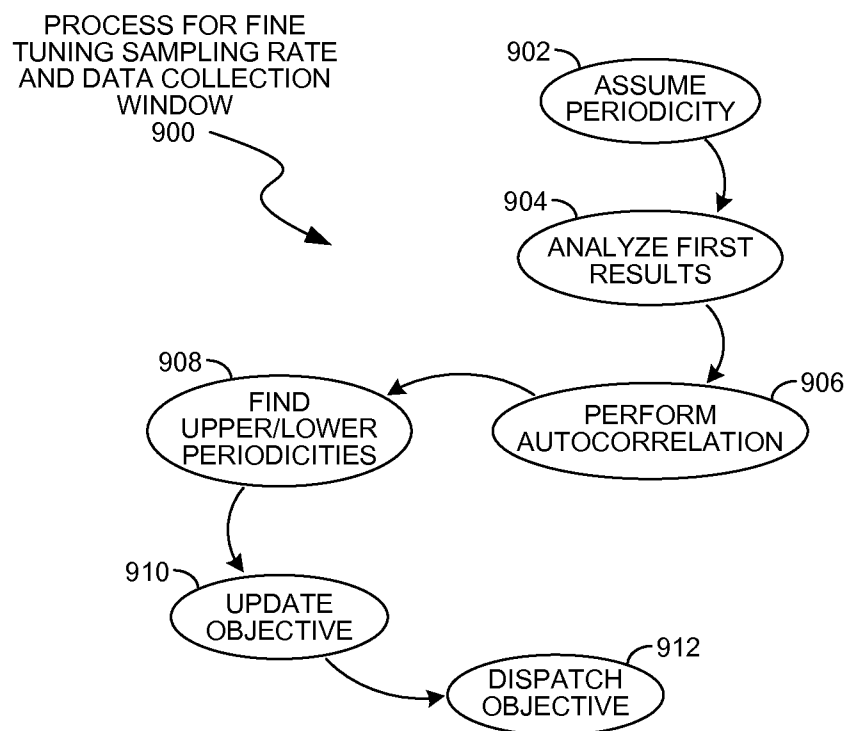 PROCESS FOR FINE
TUNING SAMPLING RATE
AND DATA COLLECTION
WINDOW
900
902
ASSUME
PERIODICITY
904
ANALYZE FIRST
RESULTS
906
PERFORM
AUTOCORRELATION
908
FIND
UPPER/LOWER
PERIODICITIES
910
UPDATE
OBJECTIVE
912
DISPATCH
OBJECTIVE